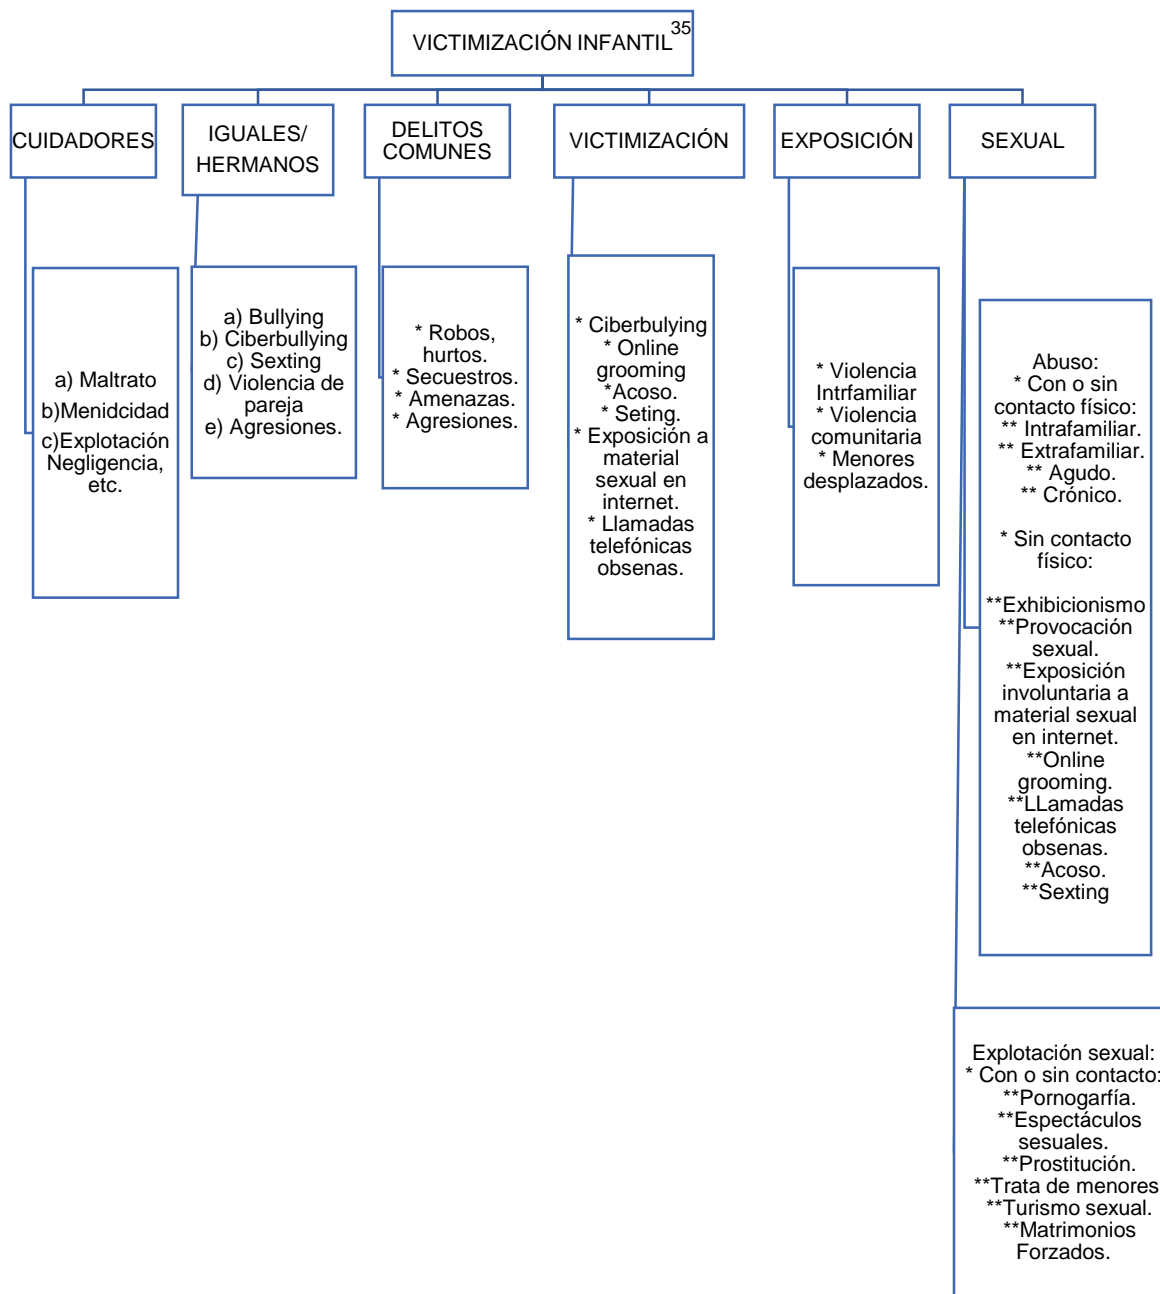 VICTIMIZACIÓN INFANTIL35
CUIDADORES
IGUALES/
HERMANOS
DELITOS
COMUNES
VICTIMIZACIÓN
EXPOSICIÓN
SEXUAL
a) Maltrato
b)Menidcidad
c)Explotación
Negligencia,
etc.
a) Bullying
b) Ciberbullying
c) Sexting
d) Violencia de
pareja
e) Agresiones.
* Robos,
hurtos.
* Secuestros.
* Amenazas.
* Agresiones.
* Ciberbulying
* Online
grooming
*Acoso.
* Seting.
* Exposición a
material
sexual en
internet.
* Llamadas
telefónicas
obsenas.
* Violencia
Intrfamiliar
* Violencia
comunitaria
* Menores
desplazados.
Abuso:
* Con o sin
contacto físico:
** Intrafamiliar.
** Extrafamiliar.
** Agudo.
** Crónico.
* Sin contacto
físico:
**Exhibicionismo
**Provocación
sexual.
**Exposición
involuntaria a
material sexual
en internet.
**Online
grooming.
**LLamadas
telefónicas
obsenas.
**Acoso.
**Sexting
Explotación sexual:
* Con o sin contacto:
**Pornogarfía.
**Espectáculos
sesuales.
**Prostitución.
**Trata de menores
**Turismo sexual.
**Matrimonios
Forzados.